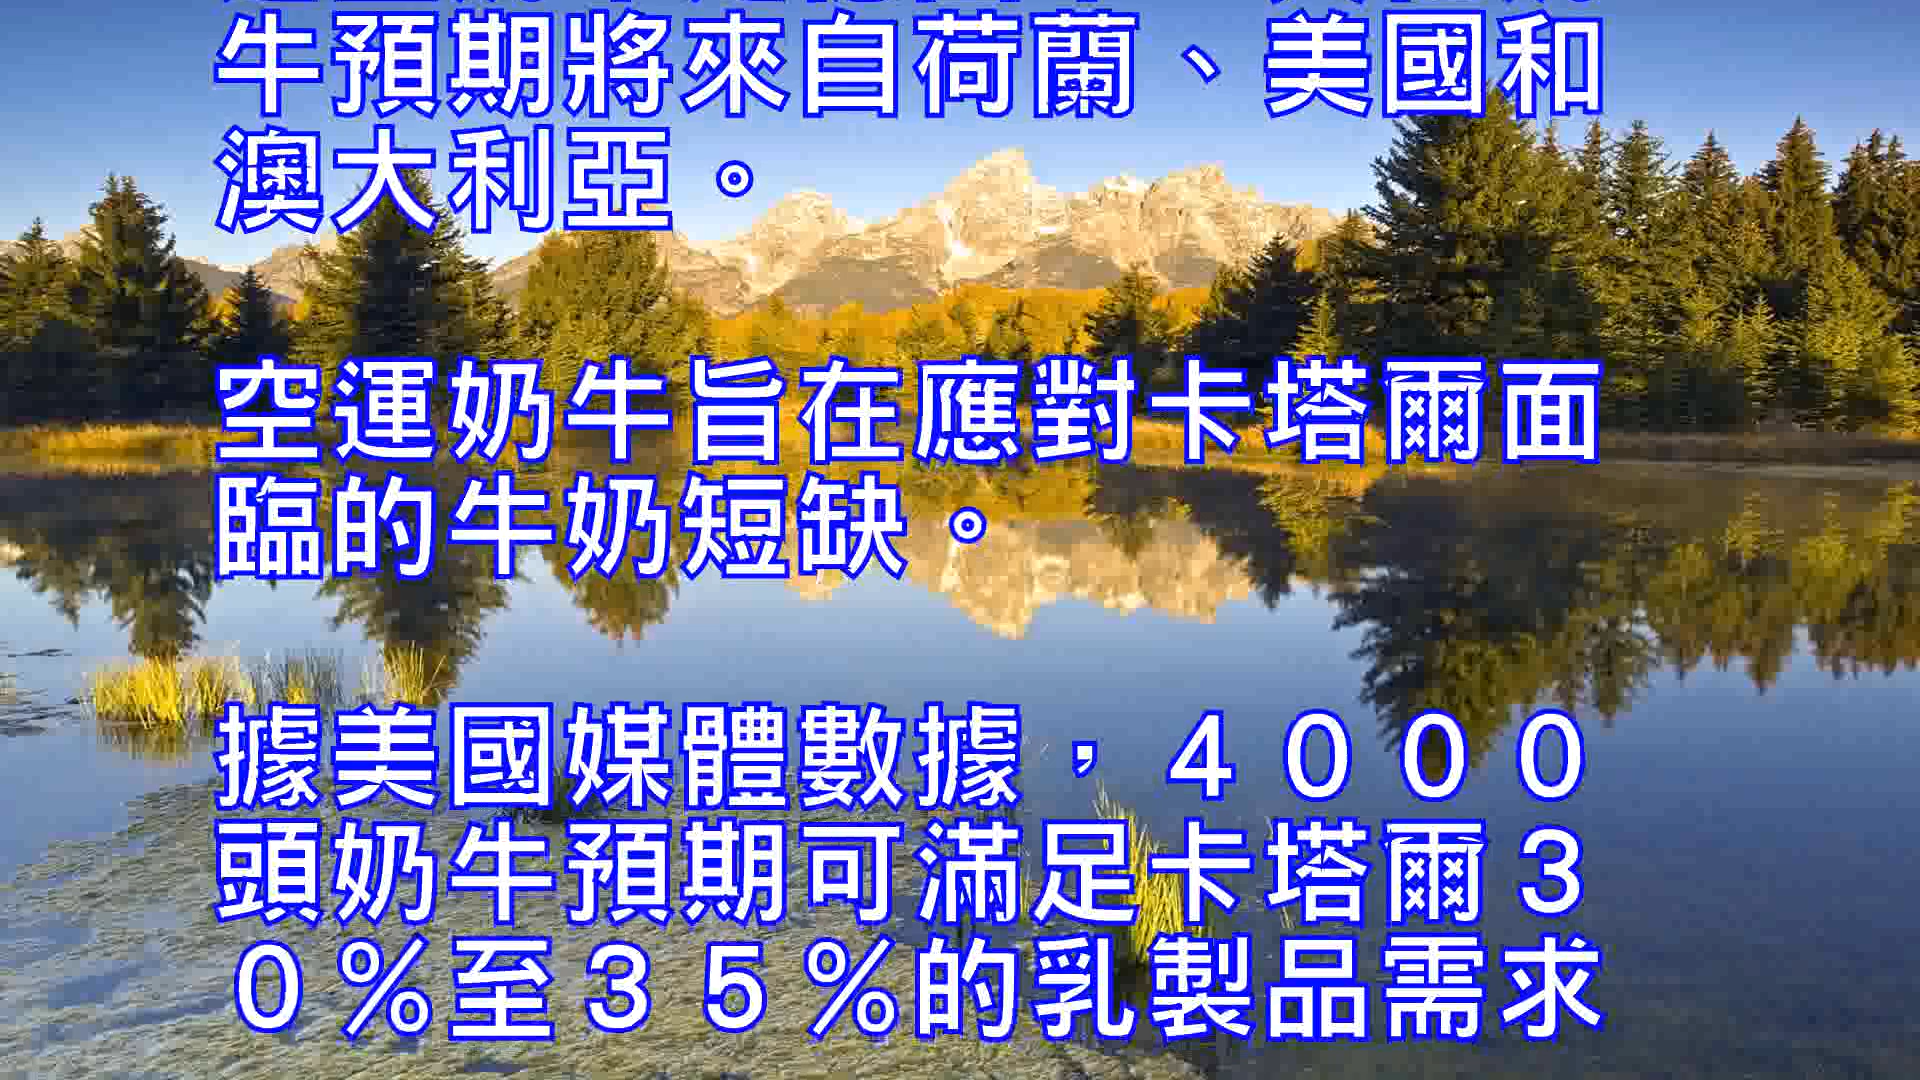 牛預期將來自荷蘭、美國和
澳大利亞。
空運奶牛旨在應對卡塔爾面
臨的牛奶短缺。
據美國媒體數據，４０００
頭奶牛預期可滿足卡塔爾３
０％至３５％的乳製品需求